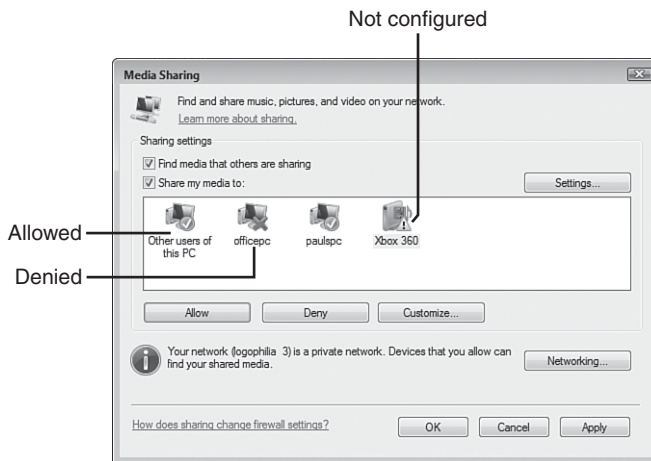 Not configured
Media Sharing
Find and share music, pictures, and video on your network.
Learn more about sharing.
Sharing settings
Find media that others are sharing
Share my media to:
Settings...
Allowed
Denied
Other users of
this PC
officepc
paulspc
Xbox 360
Allow
Deny
Customize...
Your network (logophilia 3) is a private network. Devices that you allow can
find your shared media.
Networking...
How does sharing change firewall settings?
OK
Cancel
Apply